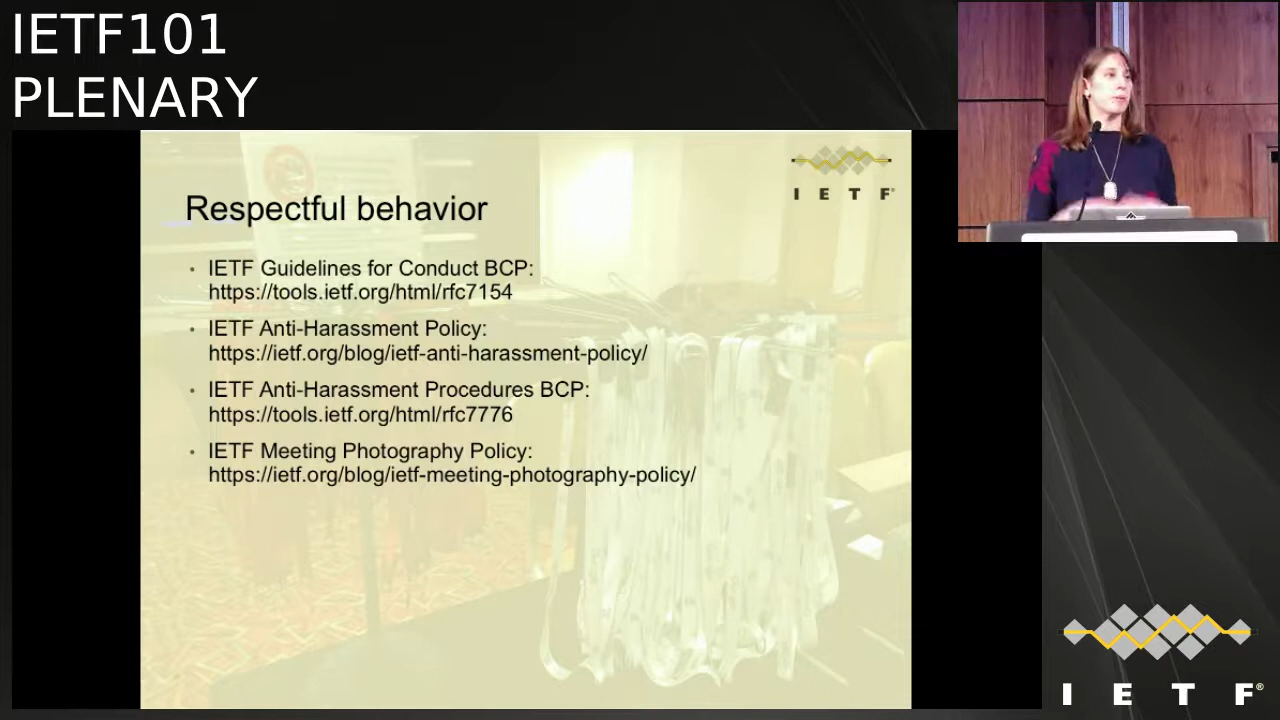 IETF101
PLENARY
IETF®
Respectful behavior
• IETF Guidelines for Conduct BCP:
https://tools.ietf.org/html/rfc7154
• IETF Anti-Harassment Policy:
https://ietf.org/blog/ietf-anti-harassment-policy/
• IETF Anti-Harassment Procedures BCP:
https://tools.ietf.org/html/rfc7776
• IETF Meeting Photography Policy:
https://ietf.org/blog/ietf-meeting-photography-policy/
IETF®